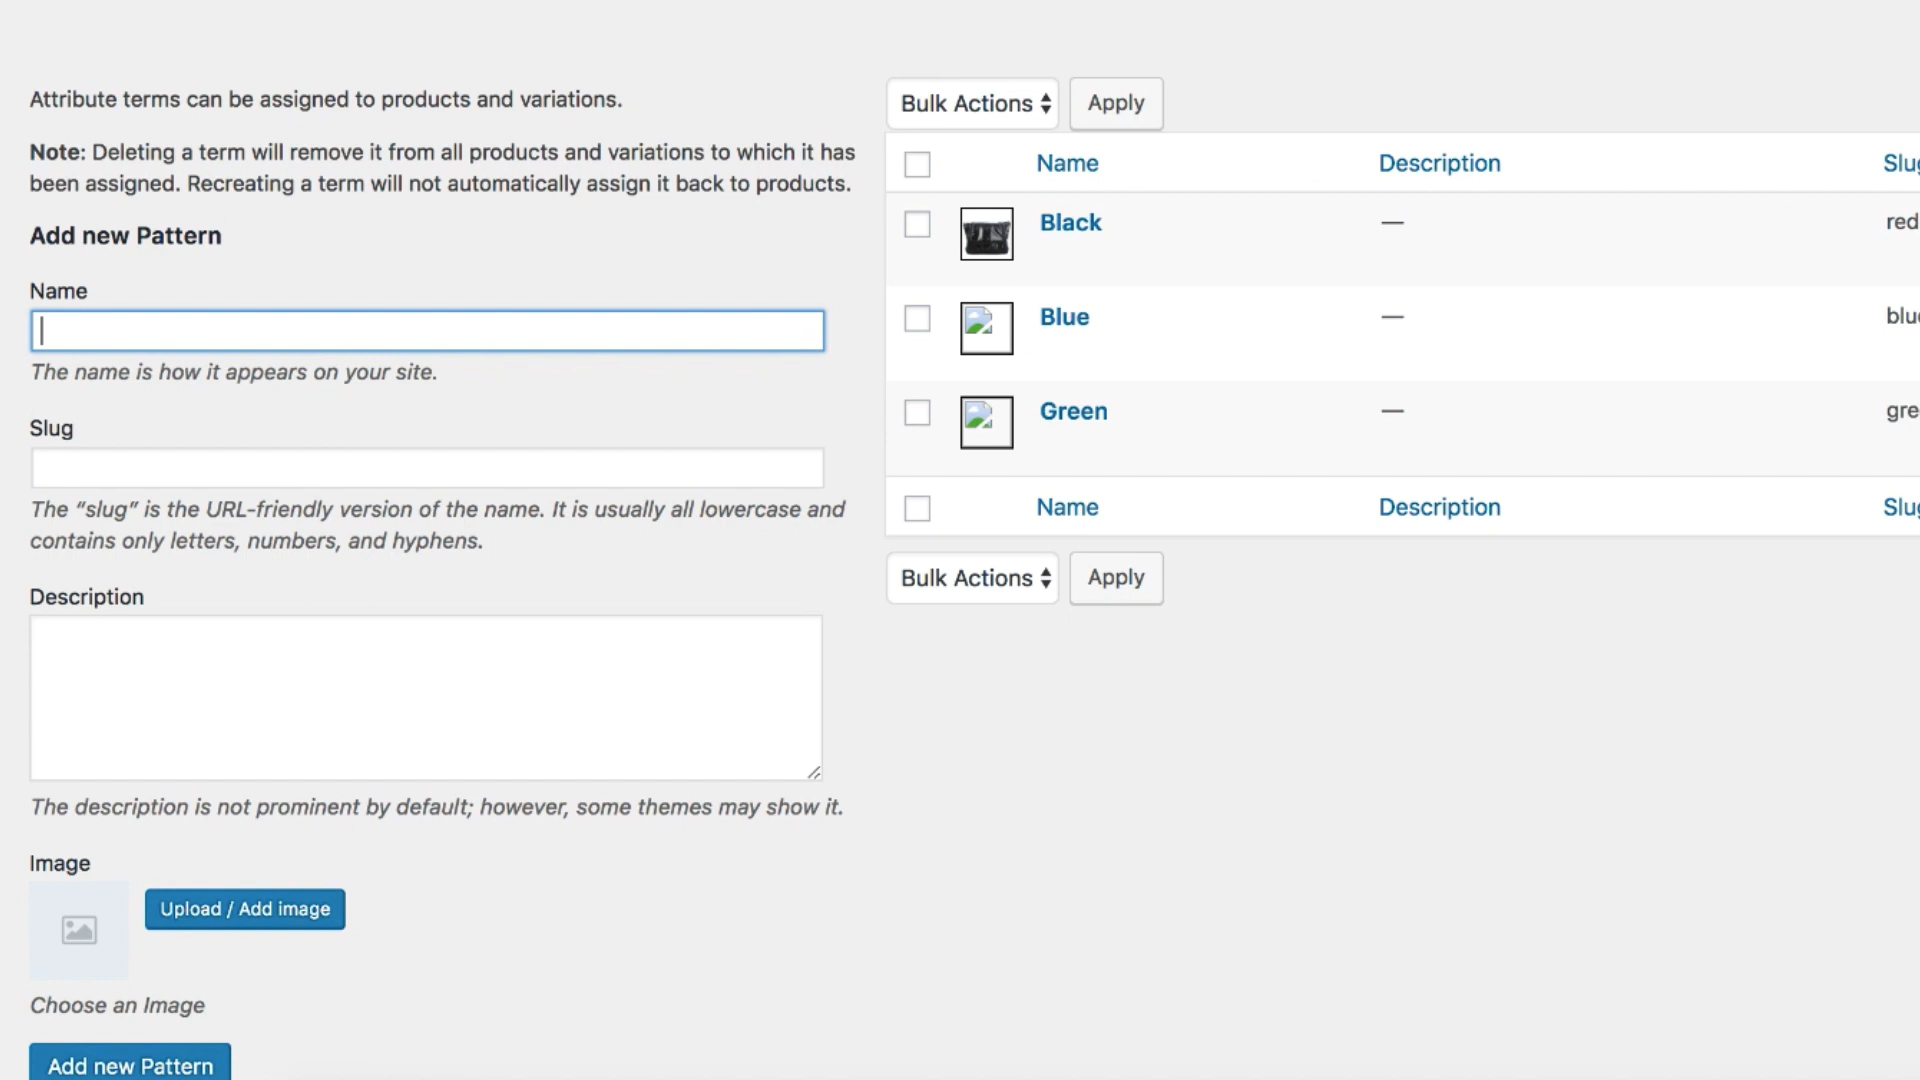 Attribute terms can be assigned to products and variations.
Note: Deleting a term will remove it from all products and variations to which it has
been assigned. Recreating a term will not automatically assign it back to products.
Add new Pattern
Name
The name is how it appears on your site.
Slug
The “slug” is the URL-friendly version of the name. It is usually all lowercase and
contains only letters, numbers, and hyphens.
Description
The description is not prominent by default; however, some themes may show it.
Image
Upload / Add image
Choose an Image
Add new Pattern
Bulk Actions Apply
Name Description Slug
Black — red
Blue — blu
Green — gre
Name Description Slug
Bulk Actions Apply